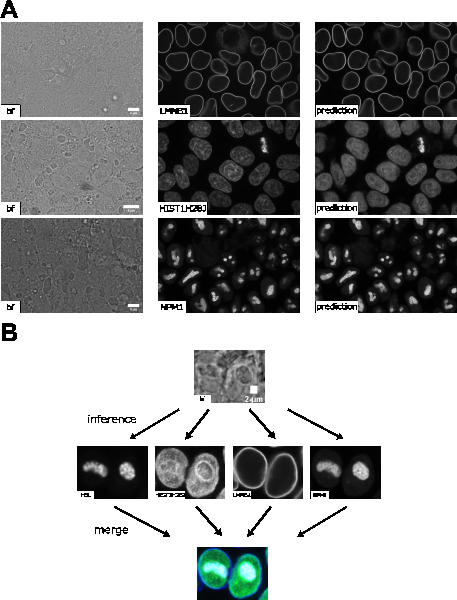 A
bf
LMNB1
prediction
bf
HIST1H2BJ
prediction
bf
NPM1
prediction
B
bf
2 μm
inference
merge